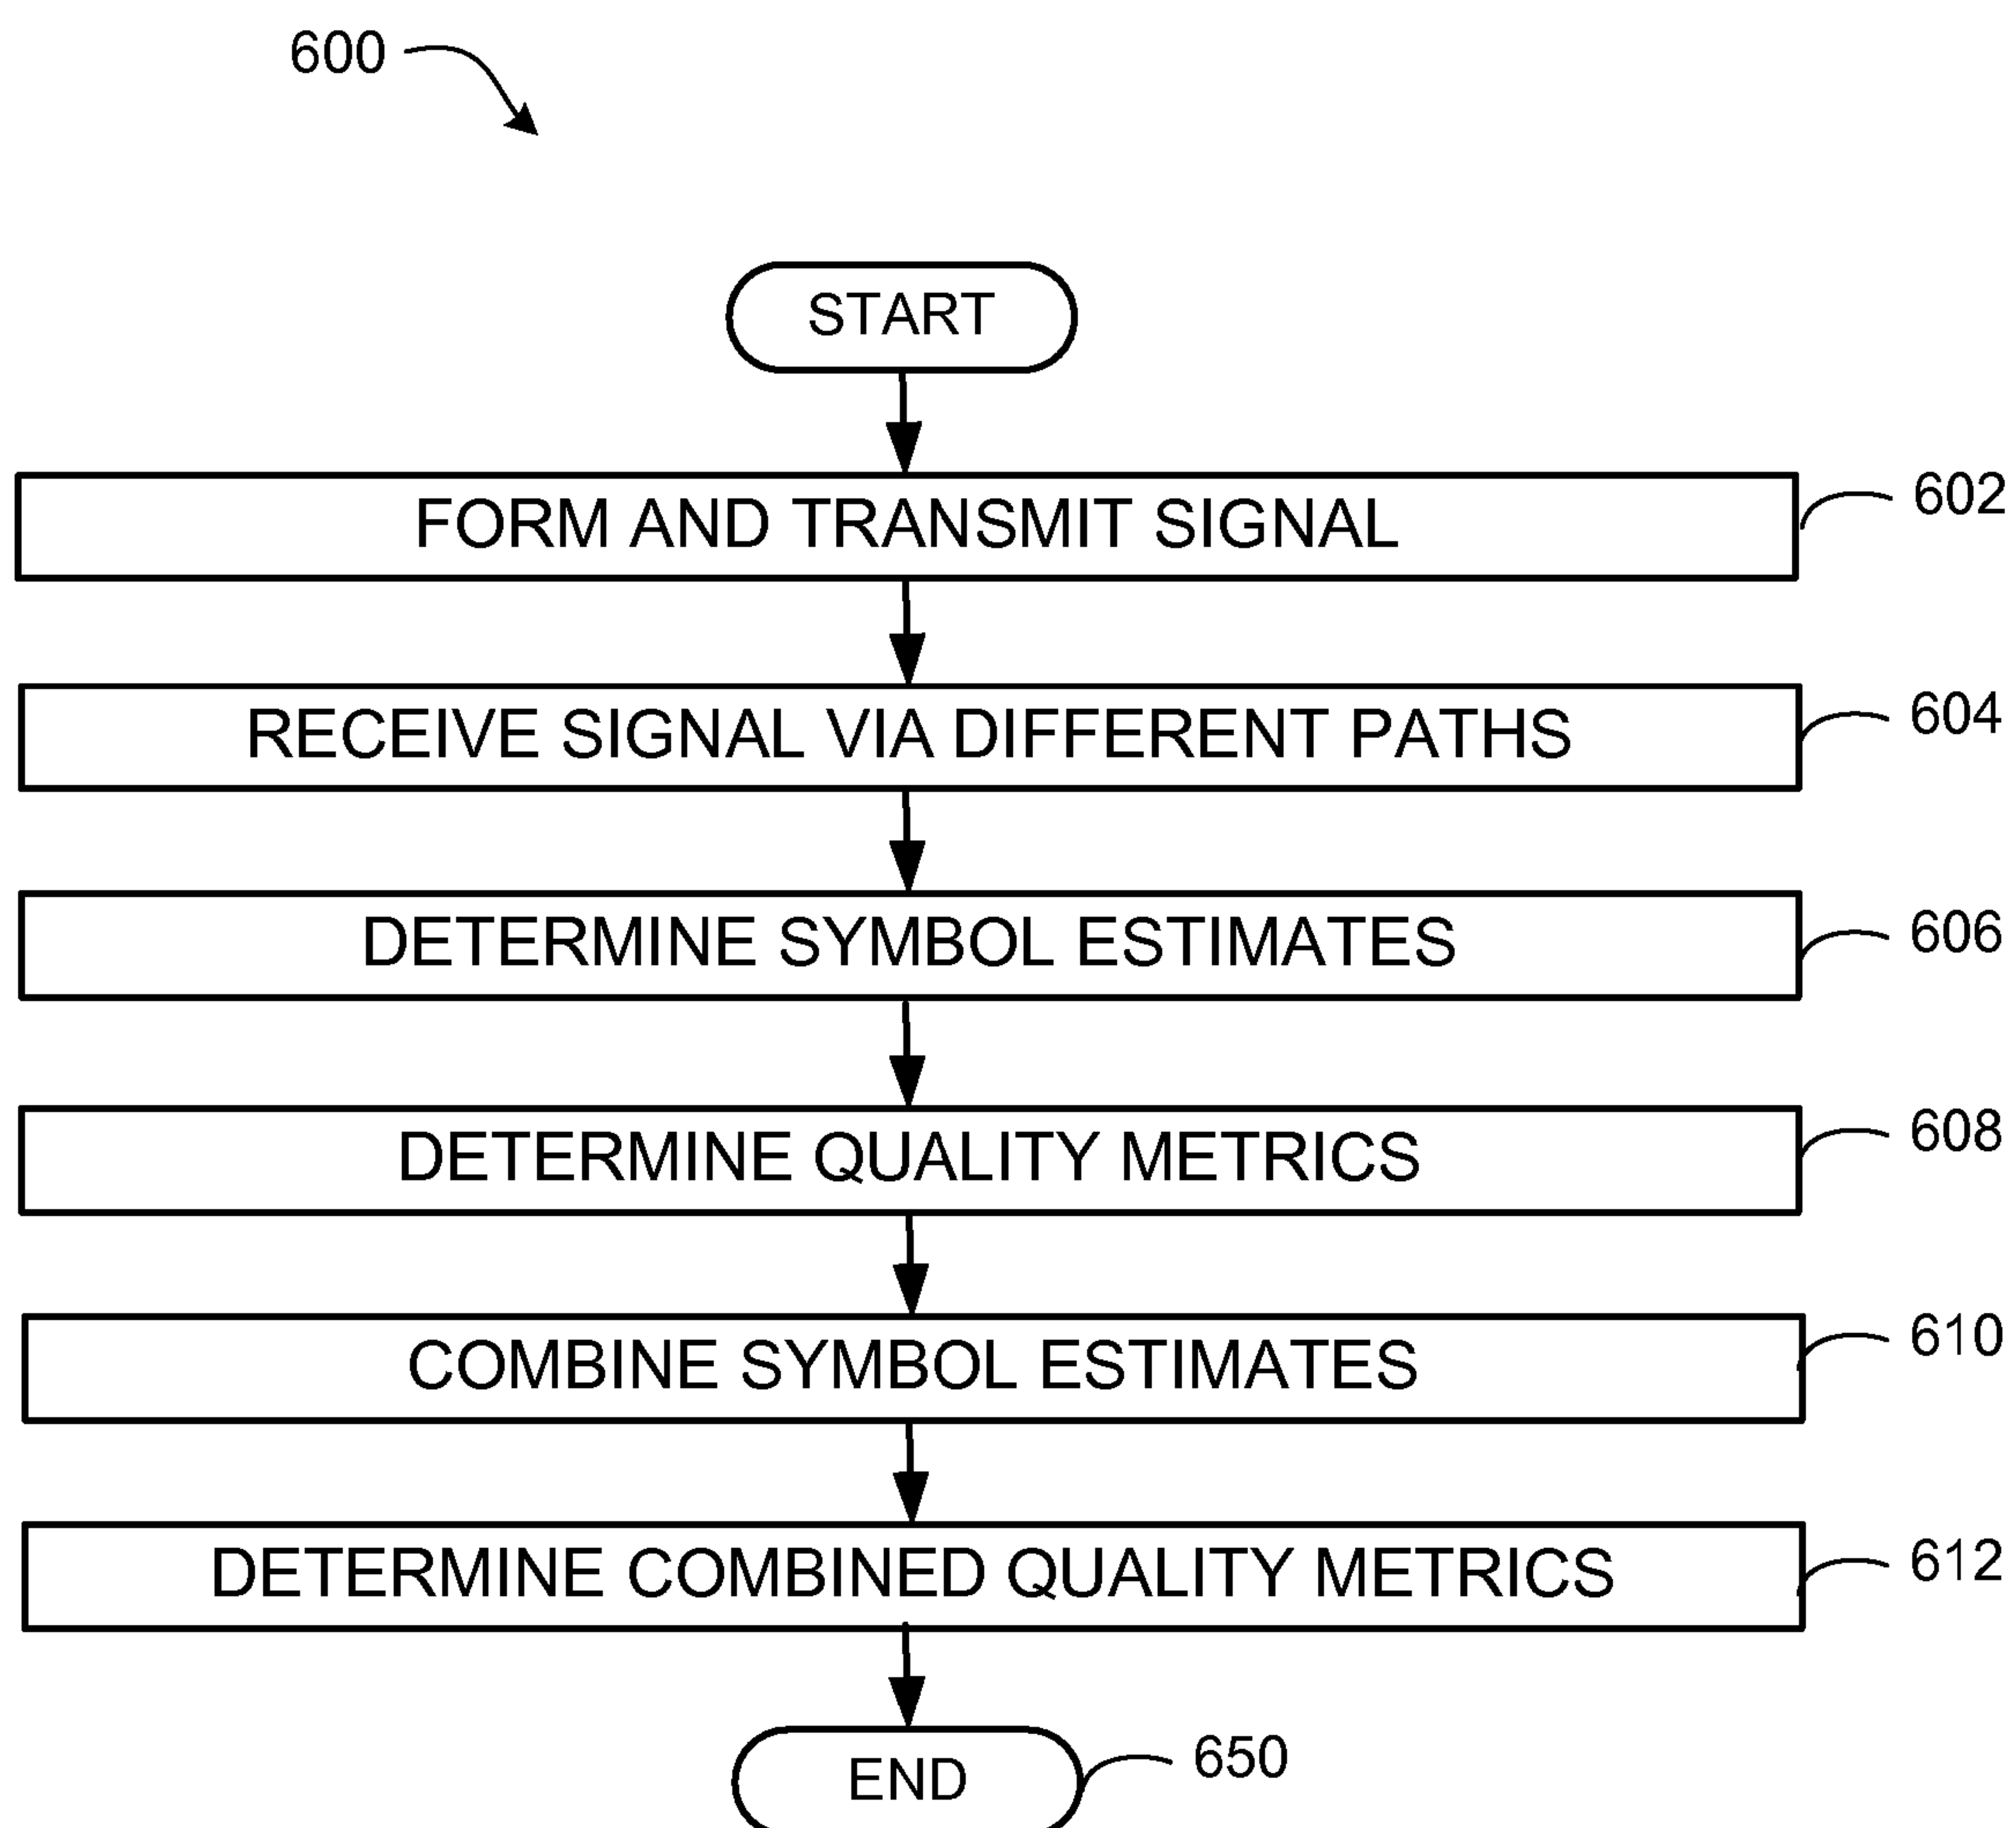 600
START
FORM AND TRANSMIT SIGNAL
602
RECEIVE SIGNAL VIA DIFFERENT PATHS
604
DETERMINE SYMBOL ESTIMATES
606
DETERMINE QUALITY METRICS
608
COMBINE SYMBOL ESTIMATES
610
DETERMINE COMBINED QUALITY METRICS
612
END
650